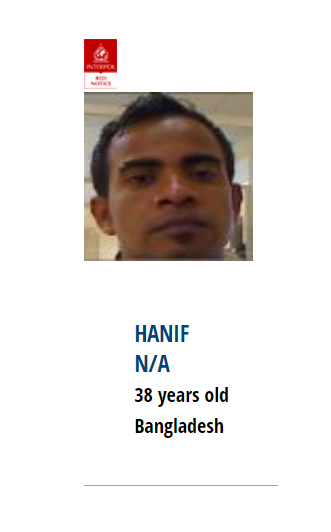 INTERPOL
RED
NOTICE
HANIF
N/A
38 years old
Bangladesh